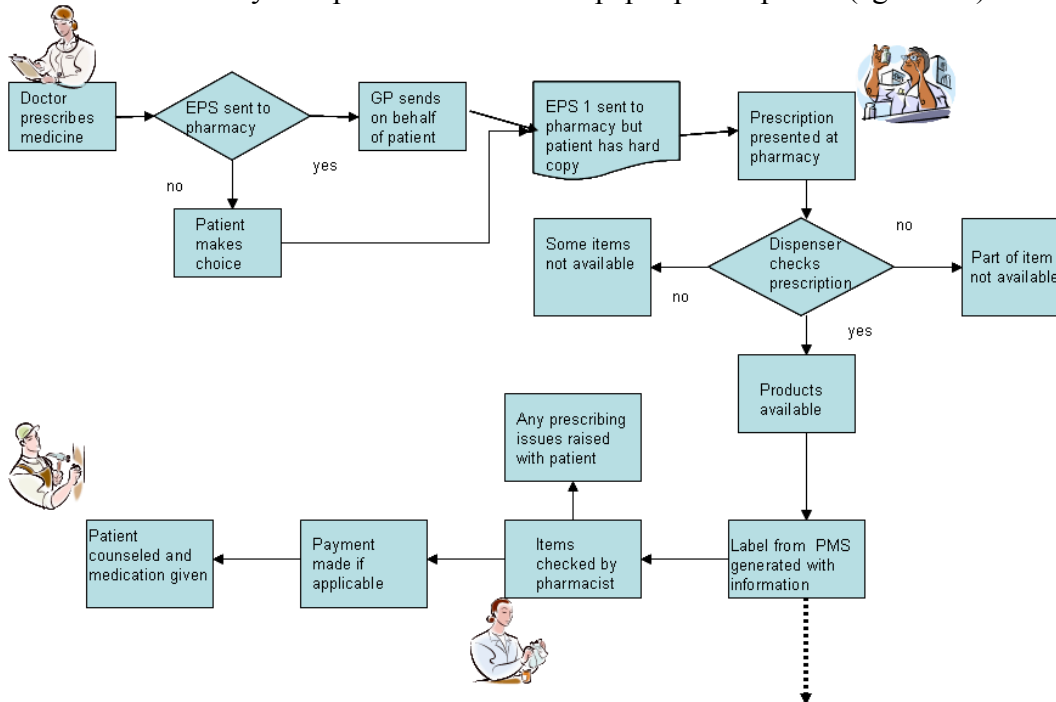 Doctor
prescribes
medicine
EPS sent to
pharmacy
GP sends
on behalf
of patient
EPS 1 sent to
pharmacy but
patient has hard
copy
Prescription
presented at
pharmacy
yes
no
Patient
makes
choice
Some items
not available
Dispenser
checks
prescription
no
Part of item
not available
no
yes
Products
available
Any prescribing
issues raised
with patient
Patient
counseled and
medication given
Payment
made if
applicable
Items
checked by
pharmacist
Label from PMS
generated with
information